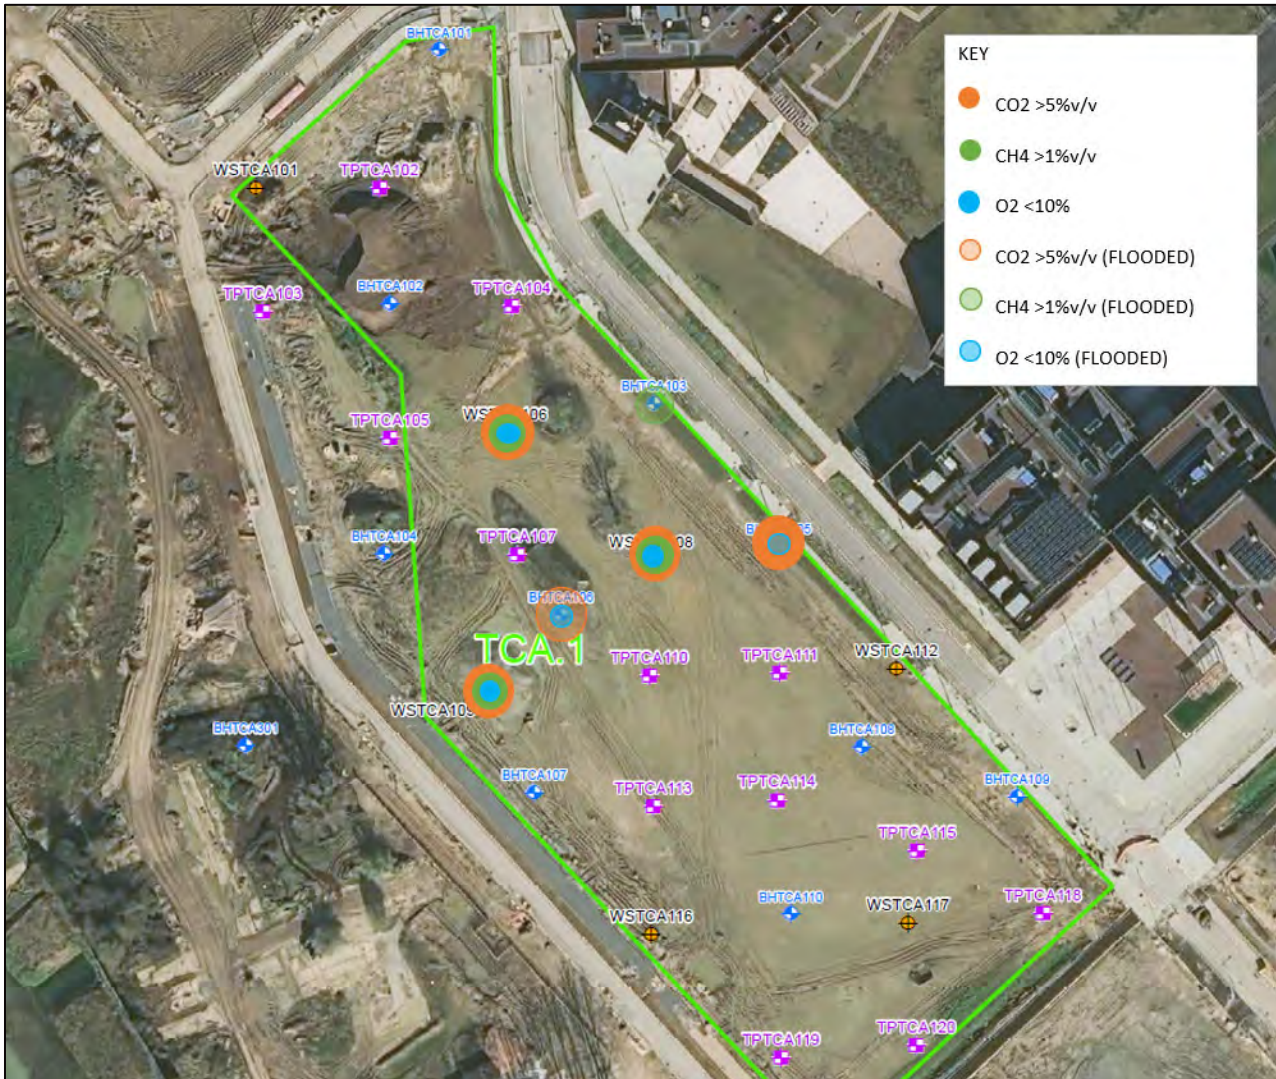 BHTCA101
KEY
CO2 >5%v/v
CH4 >1%v/v
O2 <10%
CO2 >5%v/v (FLOODED)
CH4 >1%v/v (FLOODED)
O2 <10% (FLOODED)
WSTCA101
TPTCA102
TPTCA103
BHTCA102
TPTCA104
BHTCA103
TPTCA105
BHTCA104
TPTCA107
TCA.1
TPTCA110
TPTCA111
WSTCA112
BHTCA301
BHTCA108
BHTCA107
TPTCA113
TPTCA114
BHTCA109
TPTCA115
WSTCA116
BHTCA110
WSTCA117
TPTCA118
TPTCA119
TPTCA120